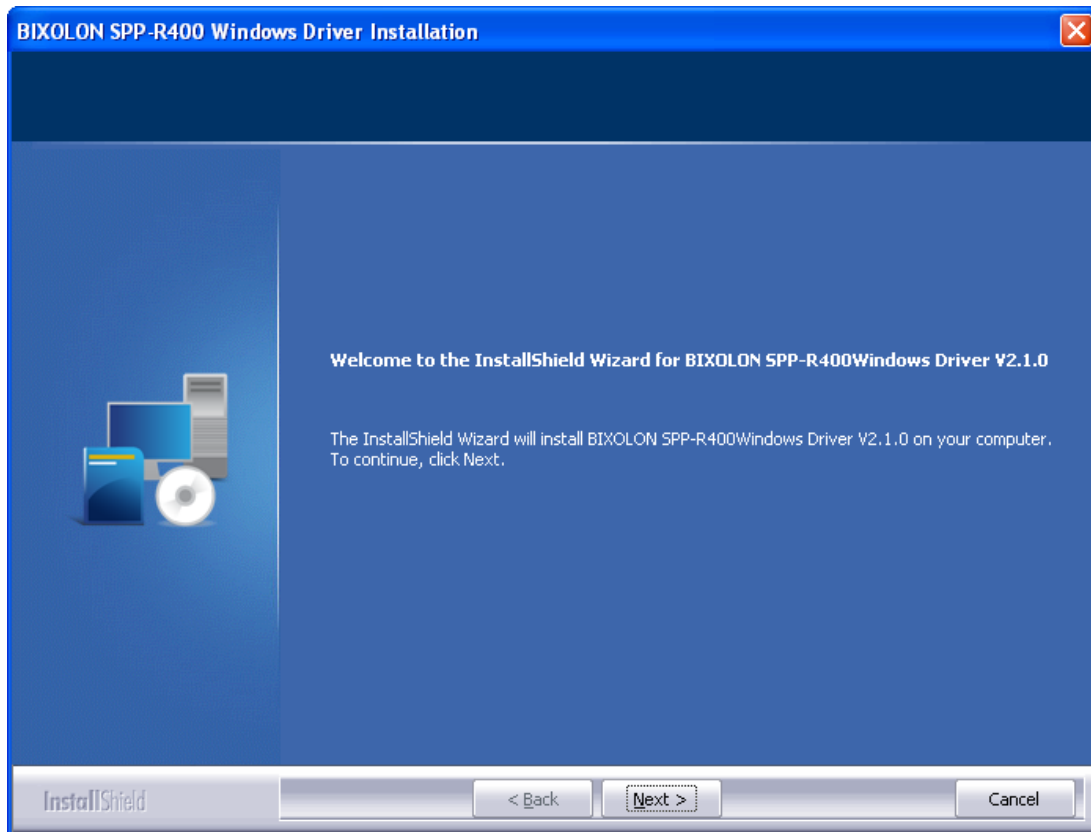 BIXOLON SPP-R400 Windows Driver Installation
Welcome to the InstallShield Wizard for BIXOLON SPP-R400Windows Driver V2.1.0
The InstallShield Wizard will install BIXOLON SPP-R400Windows Driver V2.1.0 on your computer.
To continue, click Next.
InstallShield
< Back
Next >
Cancel